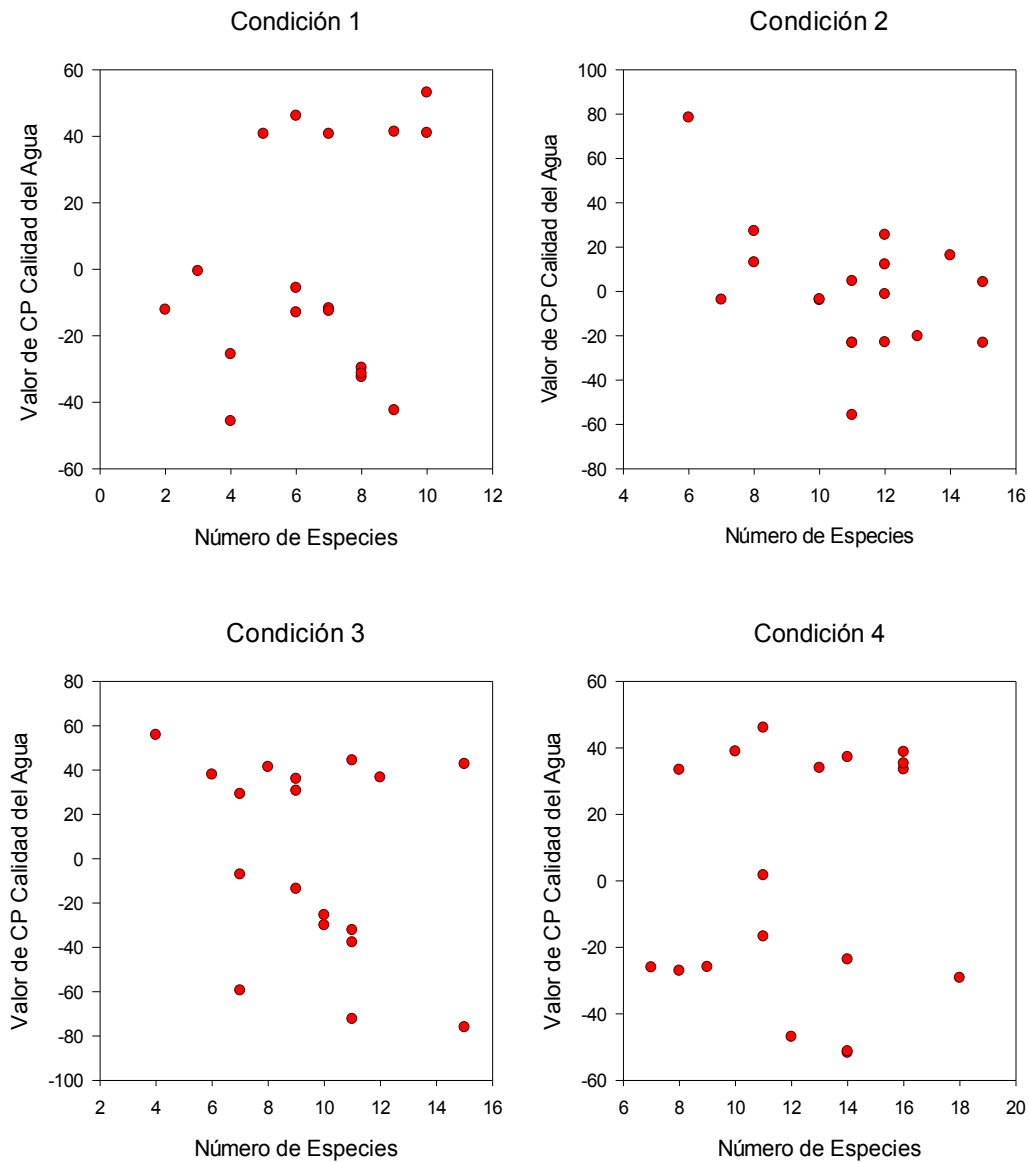 Condición 1
60
40
20
0
-20
-40
-60
0 2 4 6 8 10 12
Valor de CP Calidad del Agua
Número de Especies
Condición 2
100
80
60
40
20
0
-20
-40
-60
-80
4 6 8 10 12 14 16
Valor de CP Calidad del Agua
Número de Especies
Condición 3
80
60
40
20
0
-20
-40
-60
-80
-100
2 4 6 8 10 12 14 16
Valor de CP Calidad del Agua
Número de Especies
Condición 4
60
40
20
0
-20
-40
-60
6 8 10 12 14 16 18 20
Valor de CP Calidad del Agua
Número de Especies